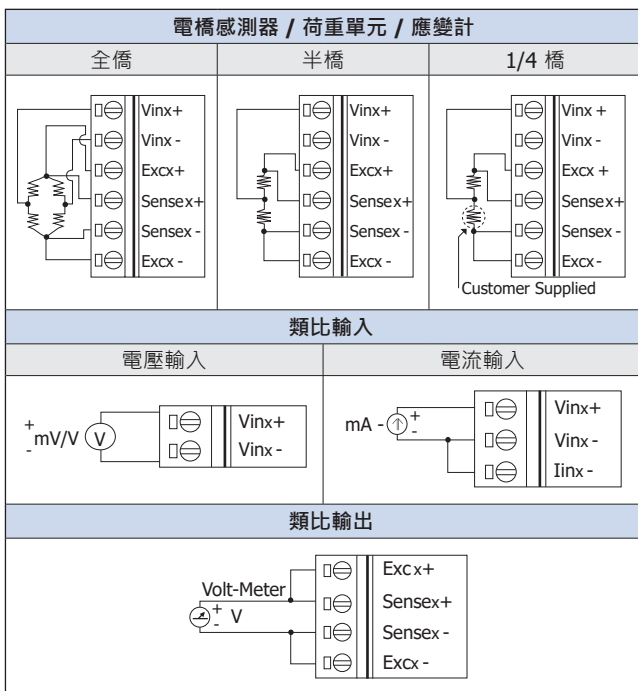 電橋感測器 / 荷重單元 / 應變計
全僑
半橋
1/4 橋
Vinx+
Vinx -
Excx+
Sensex+
Sensex -
Excx -
Vinx+
Vinx -
Excx+
Sensex+
Sensex -
Excx -
Vinx +
Vinx -
Excx +
Sensex+
Sensex -
Excx-
Customer Supplied
類比輸入
電壓輸入
電流輸入
+
mV/V
-
V
Vinx+
Vinx -
mA -
+
-
Vinx+
Vinx -
Iinx -
類比輸出
Volt-Meter
+
V
-
Excx+
Sensex+
Sensex -
Excx -